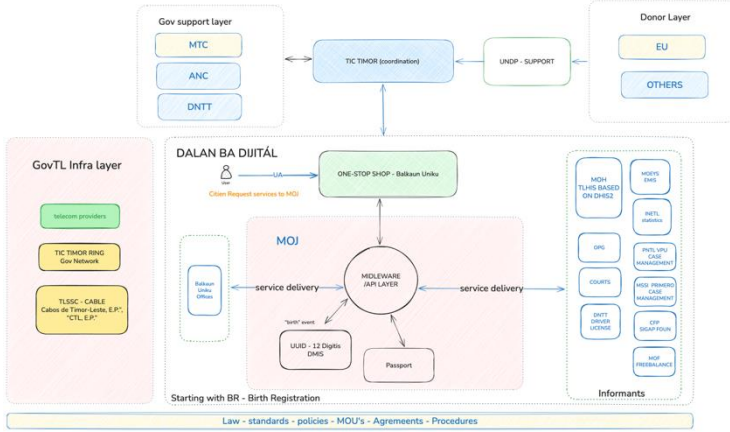 Gov support layer
MTC
ANC
DNTT
TIC TIMOR (coordination)
UNDP - SUPPORT
Donor Layer
EU
OTHERS
GovTL Infra layer
telecom providers
TIC TIMOR RING
Gov Network
TLSSC - CABLE
Cabos de Timor-Leste, E.P.",
"CTL, E.P."
DALAN BA DIJITÁL
User
UA
Citien Request services to MOJ
ONE-STOP SHOP - Balkaun Uniku
MOJ
Balkaun
Uniku
Offices
service delivery
MIDLEWARE
/API LAYER
service delivery
"birth" event
UUID - 12 Digitis
DMIS
Passport
Starting with BR - Birth Registration
MOH
TLHIS BASED
ON DHIS2
OPG
COURTS
DNTT
DRIVER
LICENSE
MOEYS
EMIS
INETL
statistics
PNTL VPU
CASE
MANAGEMENT
MSSI PRIMERO
CASE
MANAGEMENT
CFP
SIGAP FOUN
MOF
FREEBALANCE
Informants
Law - standards - policies - MOU's - Agremeents - Procedures